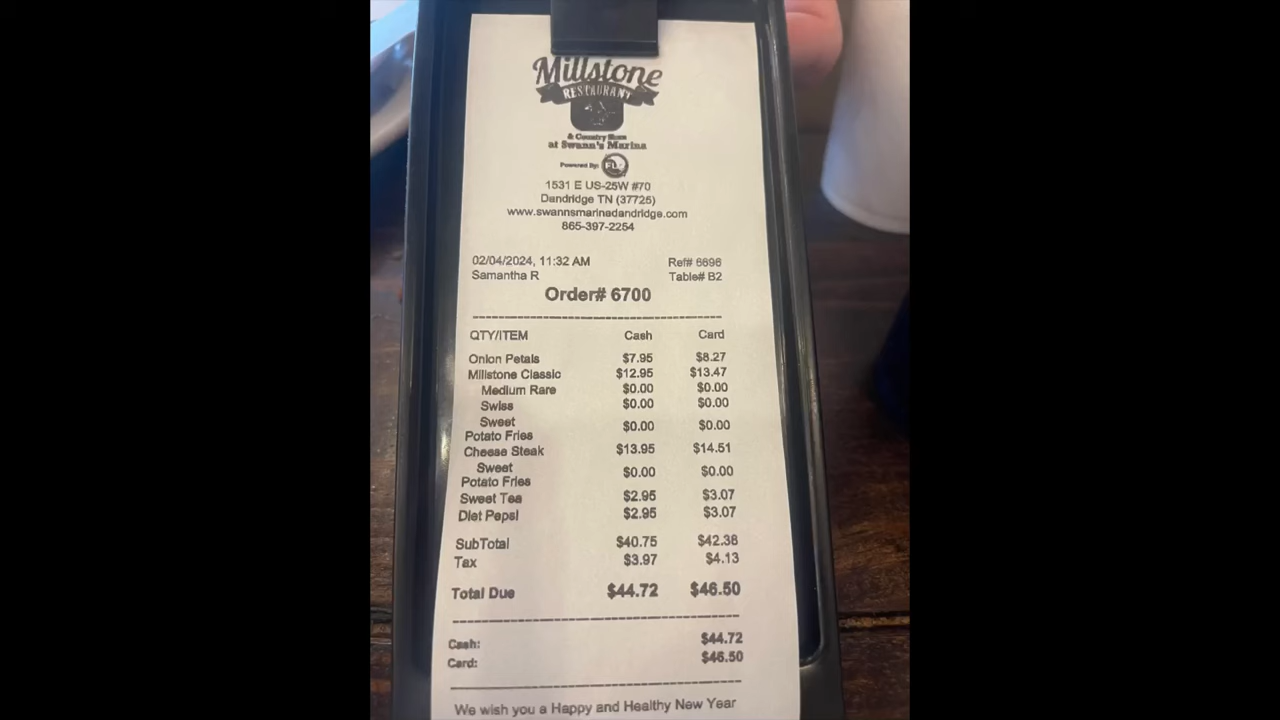 Millstone
RESTAURANT
& Country Store
at Swann's Marina
Powered By:
1531 E US-25W #70
Dandridge TN (37725)
www.swannsmarinadandridge.com
865-397-2254
02/04/2024, 11:32 AM Ref# 6696
Samantha R Table# B2
Order# 6700
QTY/ITEM Cash Card
Onion Petals $7.95 $8.27
Millstone Classic $12.95 $13.47
Medium Rare $0.00 $0.00
Swiss $0.00 $0.00
Sweet
Potato Fries $0.00 $0.00
Cheese Steak $13.95 $14.51
Sweet
Potato Fries $0.00 $0.00
Sweet Tea $2.95 $3.07
Diet Pepsi $2.95 $3.07
SubTotal $40.75 $42.38
Tax $3.97 $4.13
Total Due $44.72 $46.50
Cash: $44.72
Card: $46.50
We wish you a Happy and Healthy New Year